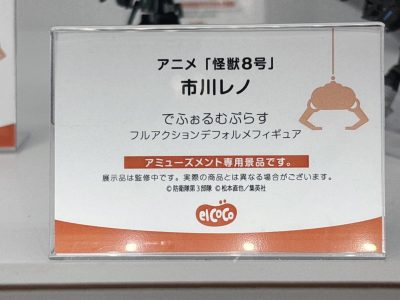 アニメ「怪獣8号」
市川レノ
でふぉるむぷらす
フルアクションデフォルメフィギュア
アミューズメント専用景品です。
展示品は監修中です。実際の商品とは異なる場合がございます。
©防衛隊第3部隊 ©松本直也／集英社
elCoCo